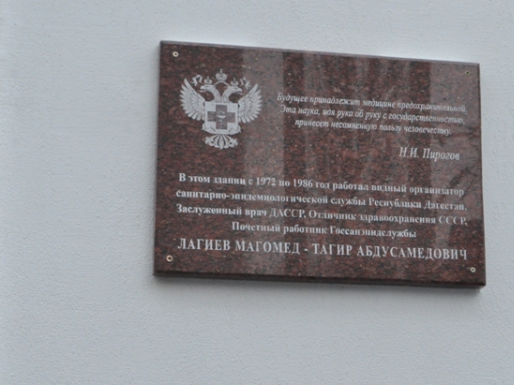 Будущее принадлежит медицине предохранительной.
Эта наука, идя рука об руку с государственностью,
принесет несомненную пользу человечеству.
Н.И. Пирогов
В этом здании с 1972 по 1986 год работал видный организатор
санитарно-эпидемиологической службы Республики Дагестан,
Заслуженный врач ДАССР, Отличник здравоохранения СССР,
Почетный работник Госсанэпидслужбы
ЛАГИЕВ МАГОМЕД - ТАГИР АБДУСАМЕДОВИЧ